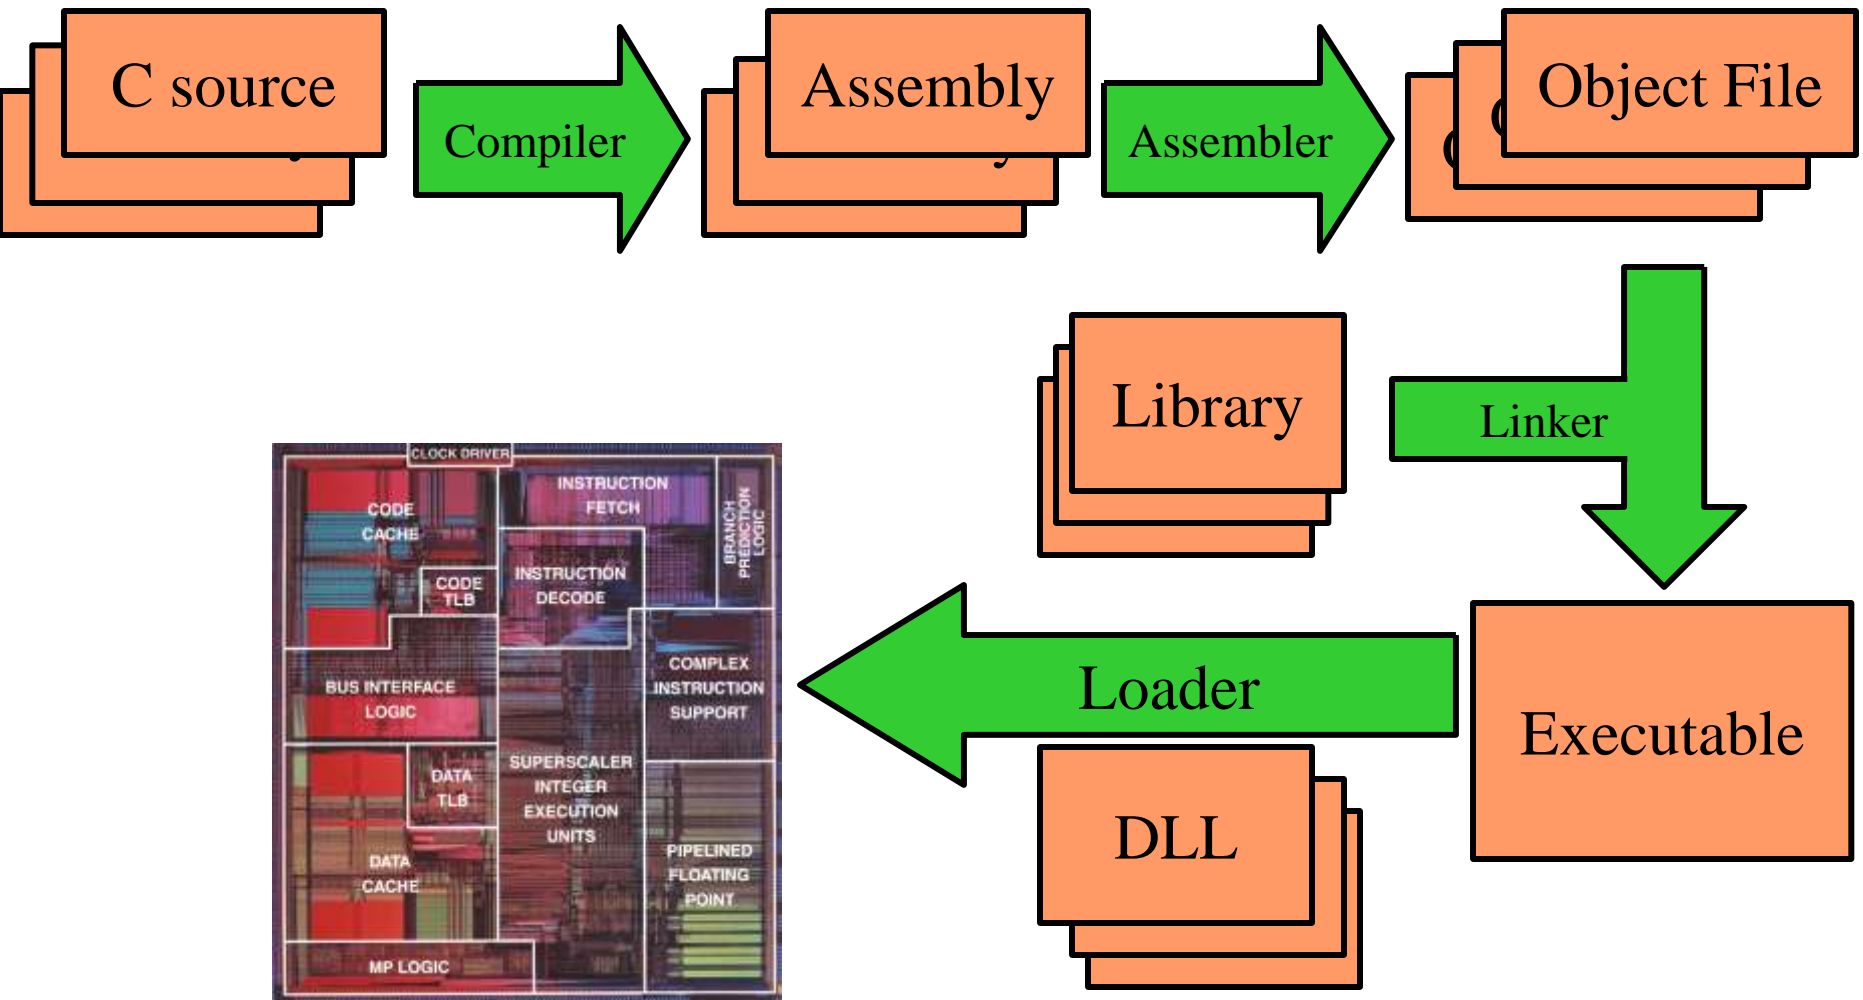 C source
Compiler
Assembly
Assembler
Object File
Library
Linker
CLOCK DRIVER
INSTRUCTION
FETCH
BRANCH
PREDICTION
LOGIC
CODE
CACHE
CODE
TLB
INSTRUCTION
DECODE
COMPLEX
INSTRUCTION
SUPPORT
BUS INTERFACE
LOGIC
DATA
TLB
SUPERSCALER
INTEGER
EXECUTION
UNITS
DATA
CACHE
PIPELINED
FLOATING
POINT
MP LOGIC
Loader
Executable
DLL